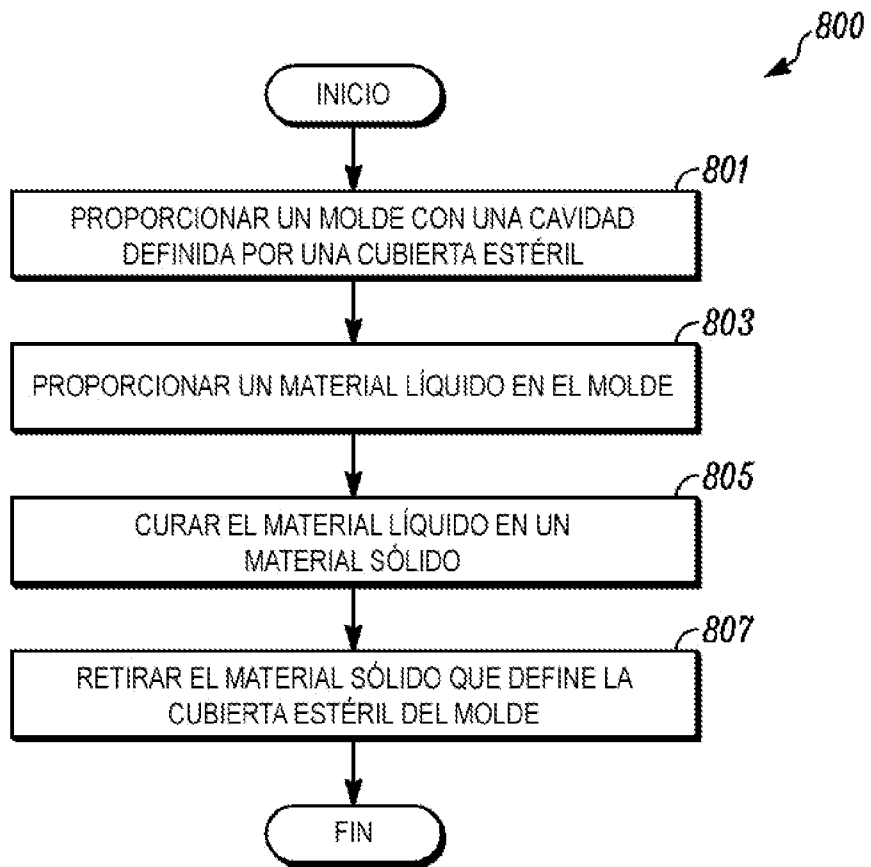 800
INICIO
801
PROPORCIONAR UN MOLDE CON UNA CAVIDAD
DEFINIDA POR UNA CUBIERTA ESTÉRIL
803
PROPORCIONAR UN MATERIAL LÍQUIDO EN EL MOLDE
805
CURAR EL MATERIAL LÍQUIDO EN UN
MATERIAL SÓLIDO
807
RETIRAR EL MATERIAL SÓLIDO QUE DEFINE LA
CUBIERTA ESTÉRIL DEL MOLDE
FIN